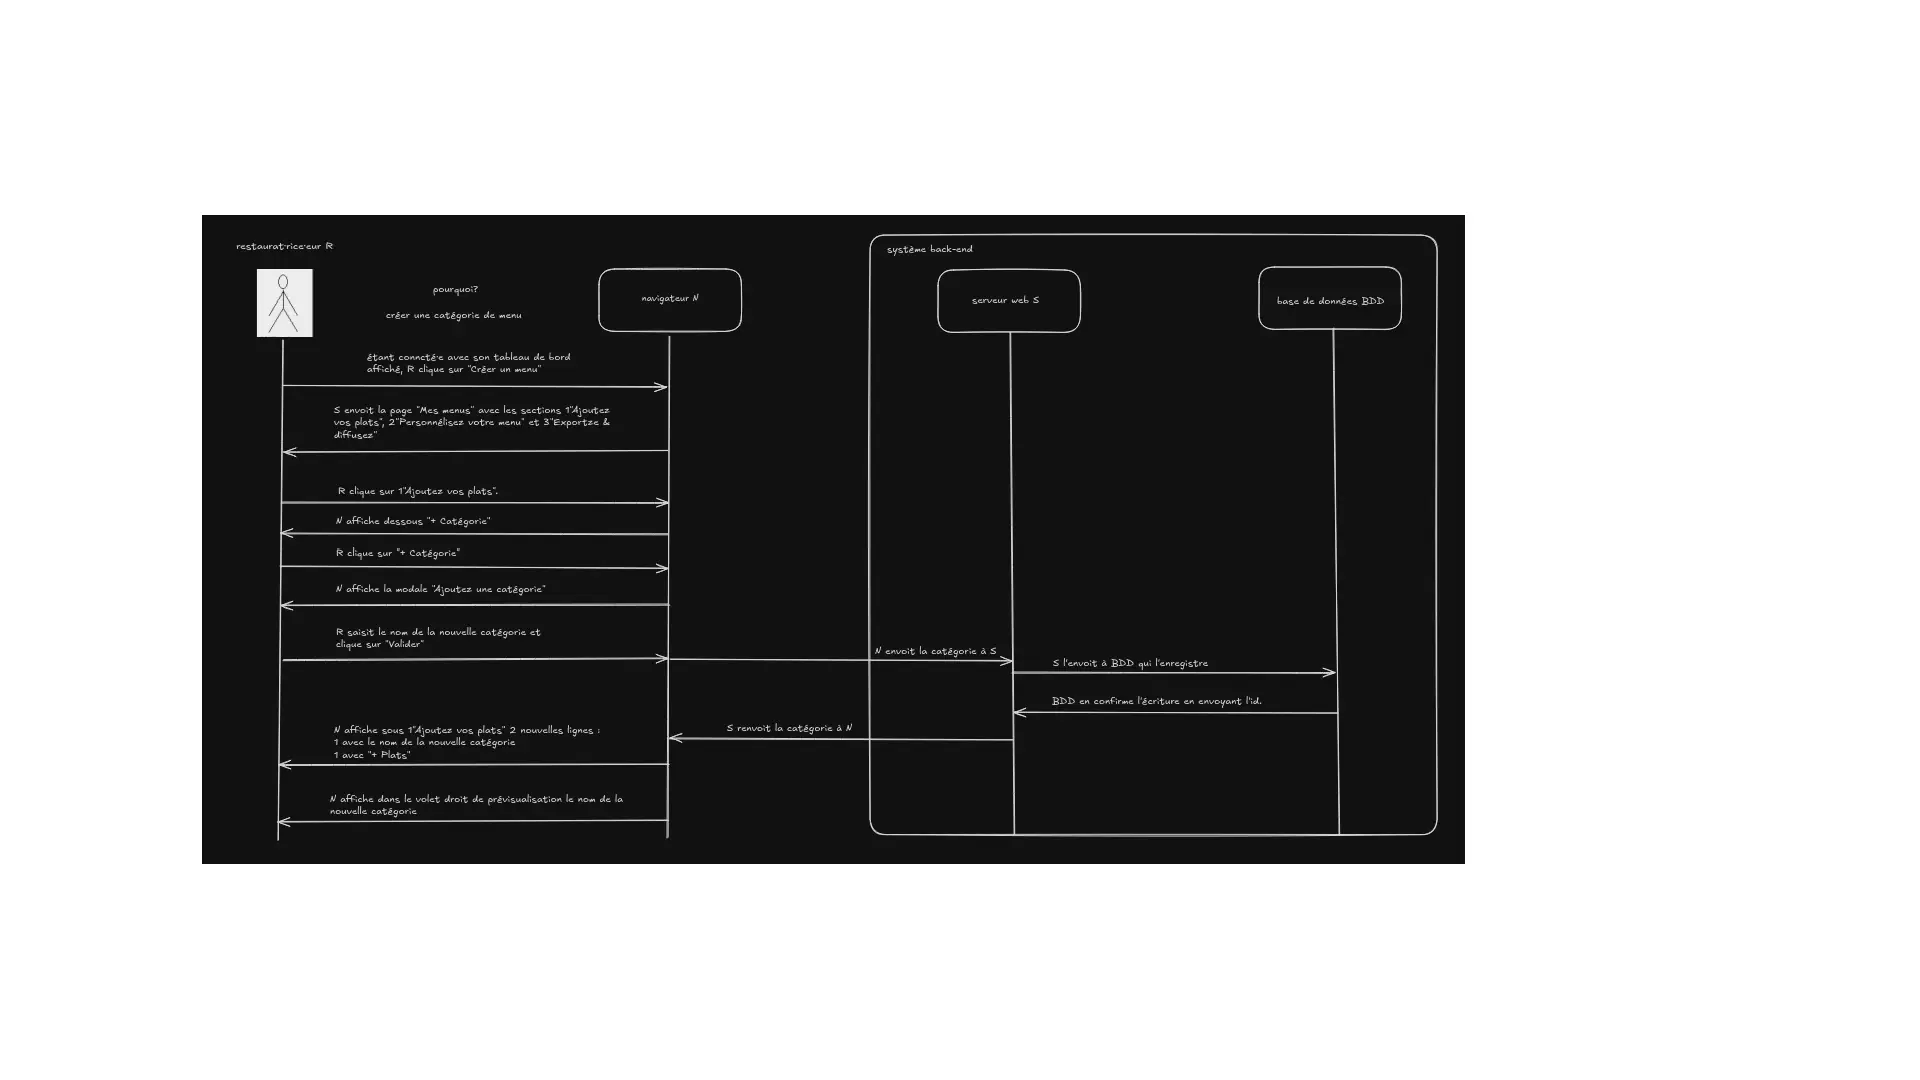 restaurat·rice·eur R
système back-end
pourquoi?
créer une catégorie de menu
navigateur N
serveur web S
base de données BDD
étant conncté·e avec son tableau de bord
affiché, R clique sur "Créer un menu"
S envoit la page "Mes menus" avec les sections 1"Ajoutez
vos plats", 2"Personnélisez votre menu" et 3"Exportze &
diffusez"
R clique sur 1"Ajoutez vos plats".
N affiche dessous "+ Catégorie"
R clique sur "+ Catégorie"
N affiche la modale "Ajoutez une catégorie"
R saisit le nom de la nouvelle catégorie et
clique sur "Valider"
N envoit la catégorie à S
S l'envoit à BDD qui l'enregistre
BDD en confirme l'écriture en envoyant l'id.
S renvoit la catégorie à N
N affiche sous 1"Ajoutez vos plats" 2 nouvelles lignes :
1 avec le nom de la nouvelle catégorie
1 avec "+ Plats"
N affiche dans le volet droit de prévisualisation le nom de la
nouvelle catégorie